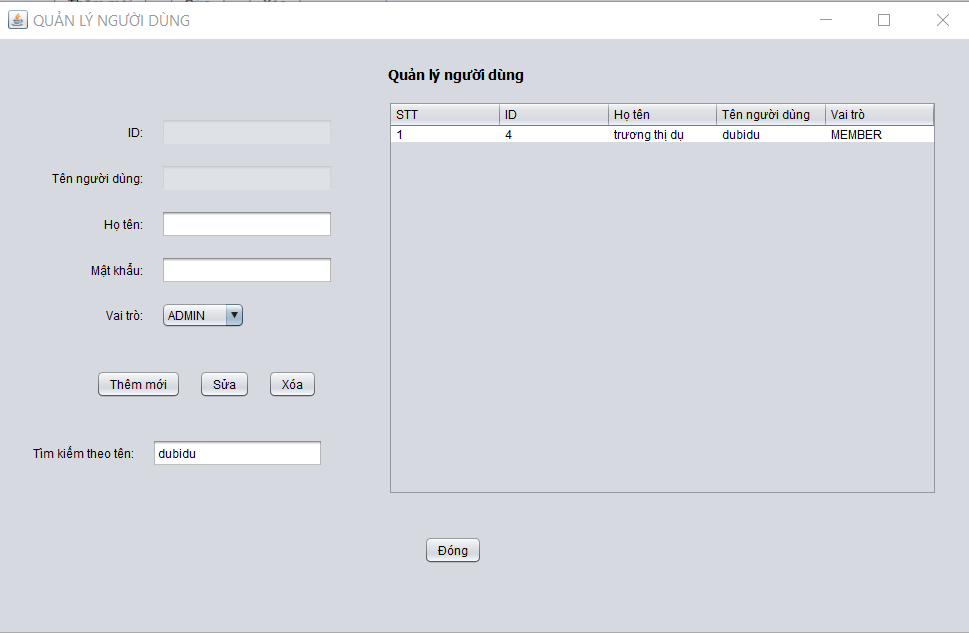 QUẢN LÝ NGƯỜI DÙNG
Quản lý người dùng
ID:
Tên người dùng:
Họ tên:
Mật khẩu:
Vai trò: ADMIN
Thêm mới Sửa Xóa
Tìm kiếm theo tên: dubidu
STT ID Họ tên Tên người dùng Vai trò
1 4 trương thị dụ dubidu MEMBER
Đóng